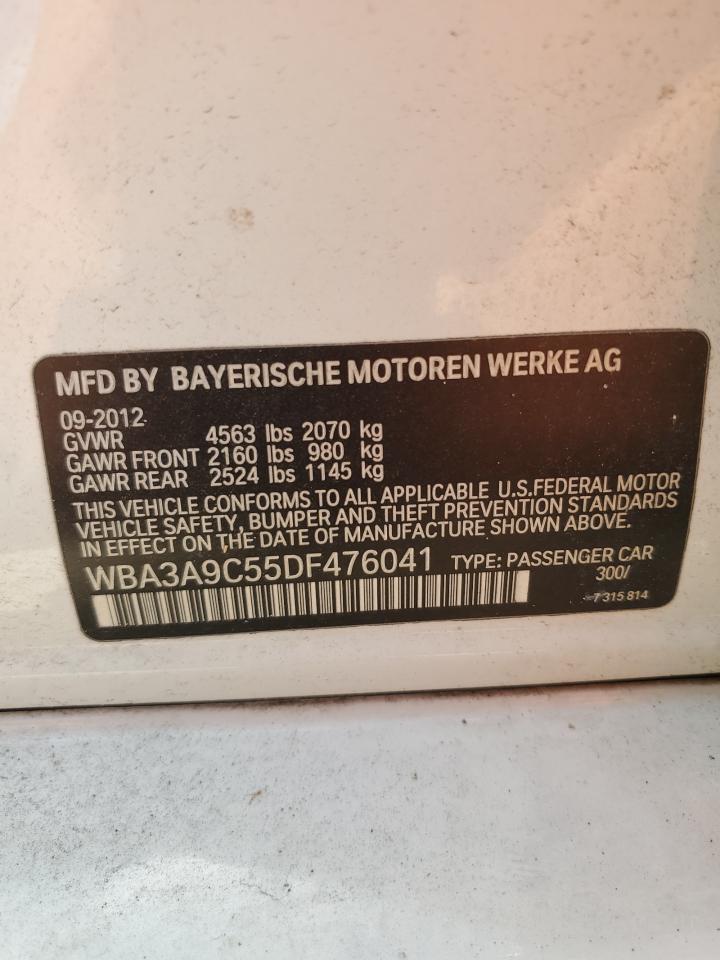 MFD BY BAYERISCHE MOTOREN WERKE AG
09-2012
GVWR 4563 lbs 2070 kg
GAWR FRONT 2160 lbs 980 kg
GAWR REAR 2524 lbs 1145 kg
THIS VEHICLE CONFORMS TO ALL APPLICABLE U.S.FEDERAL MOTOR
VEHICLE SAFETY, BUMPER AND THEFT PREVENTION STANDARDS
IN EFFECT ON THE DATE OF MANUFACTURE SHOWN ABOVE.
WBA3A9C55DF476041 TYPE: PASSENGER CAR
300/
7 315 814